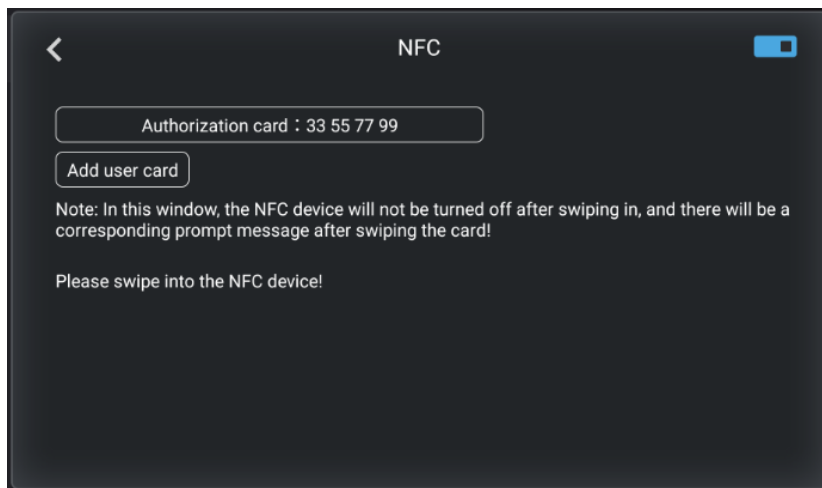 NFC
Authorization card：33 55 77 99
Add user card
Note: In this window, the NFC device will not be turned off after swiping in, and there will be a
corresponding prompt message after swiping the card!
Please swipe into the NFC device!